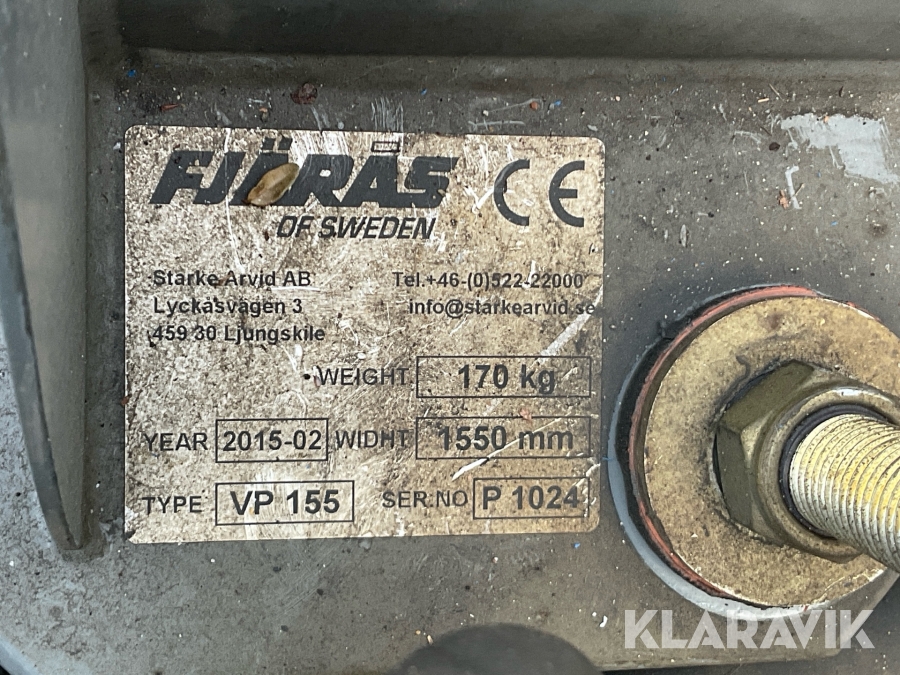 FJÄRÅS
OF SWEDEN
CE
Starke Arvid AB Tel.+46-(0)522-22000
Lyckåsvägen 3 info@starkearvid.se
459 30 Ljungskile
WEIGHT 170 kg
YEAR 2015-02 WIDHT 1550 mm
TYPE VP 155 SER.NO P 1024
KLARAVIK